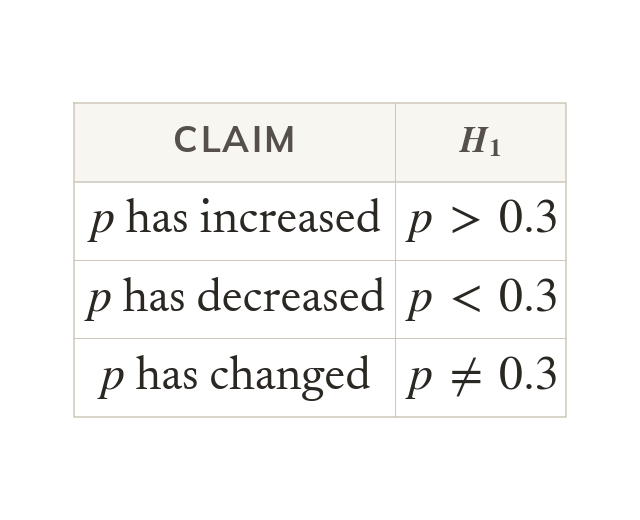 CLAIM H₁
p has increased p > 0.3
p has decreased p < 0.3
p has changed p ≠ 0.3